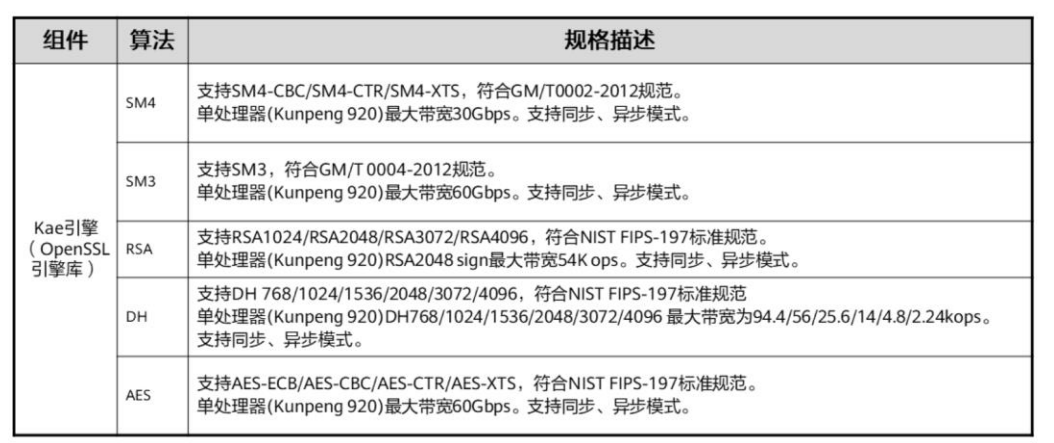 组件 算法 规格描述
Kae引擎
（OpenSSL
引擎库）
SM4
支持SM4-CBC/SM4-CTR/SM4-XTS，符合GM/T0002-2012规范。
单处理器(Kunpeng 920)最大带宽30Gbps。支持同步、异步模式。
SM3
支持SM3，符合GM/T 0004-2012规范。
单处理器(Kunpeng 920)最大带宽60Gbps。支持同步、异步模式。
RSA
支持RSA1024/RSA2048/RSA3072/RSA4096，符合NIST FIPS-197标准规范。
单处理器(Kunpeng 920)RSA2048 sign最大带宽54K ops。支持同步、异步模式。
DH
支持DH 768/1024/1536/2048/3072/4096，符合NIST FIPS-197标准规范
单处理器(Kunpeng 920)DH768/1024/1536/2048/3072/4096 最大带宽为94.4/56/25.6/14/4.8/2.24kops。
支持同步、异步模式。
AES
支持AES-ECB/AES-CBC/AES-CTR/AES-XTS，符合NIST FIPS-197标准规范。
单处理器(Kunpeng 920)最大带宽60Gbps。支持同步、异步模式。